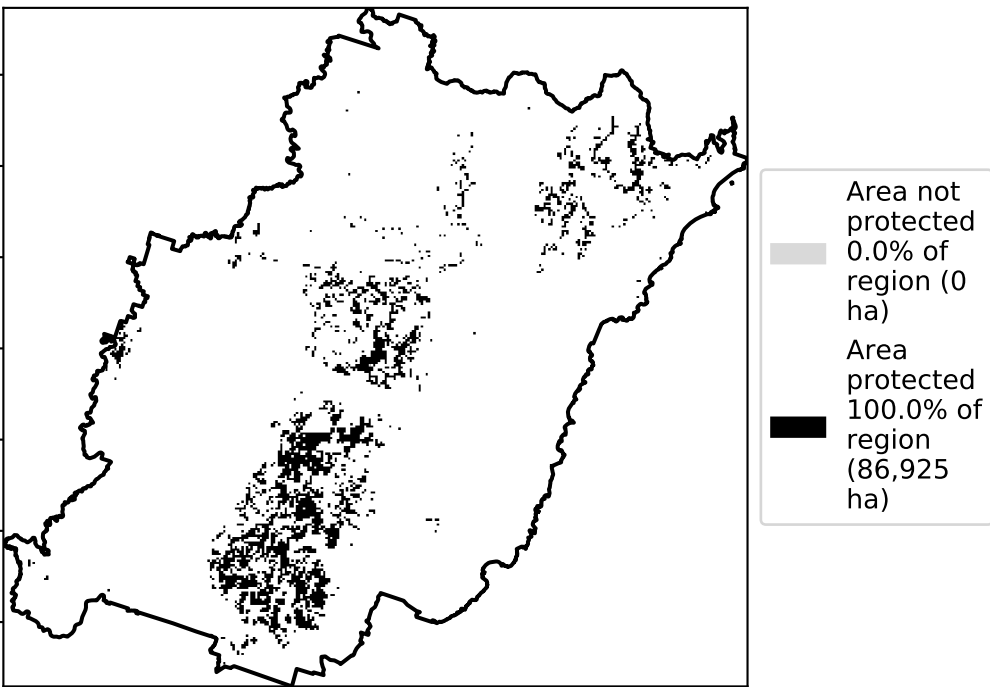 Area not
protected
0.0% of
region (0
ha)
Area
protected
100.0% of
region
(86,925
ha)